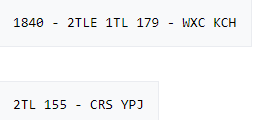 1840 - 2TLE 1TL 179 - WXC KCH
2TL 155 - CRS YPJ